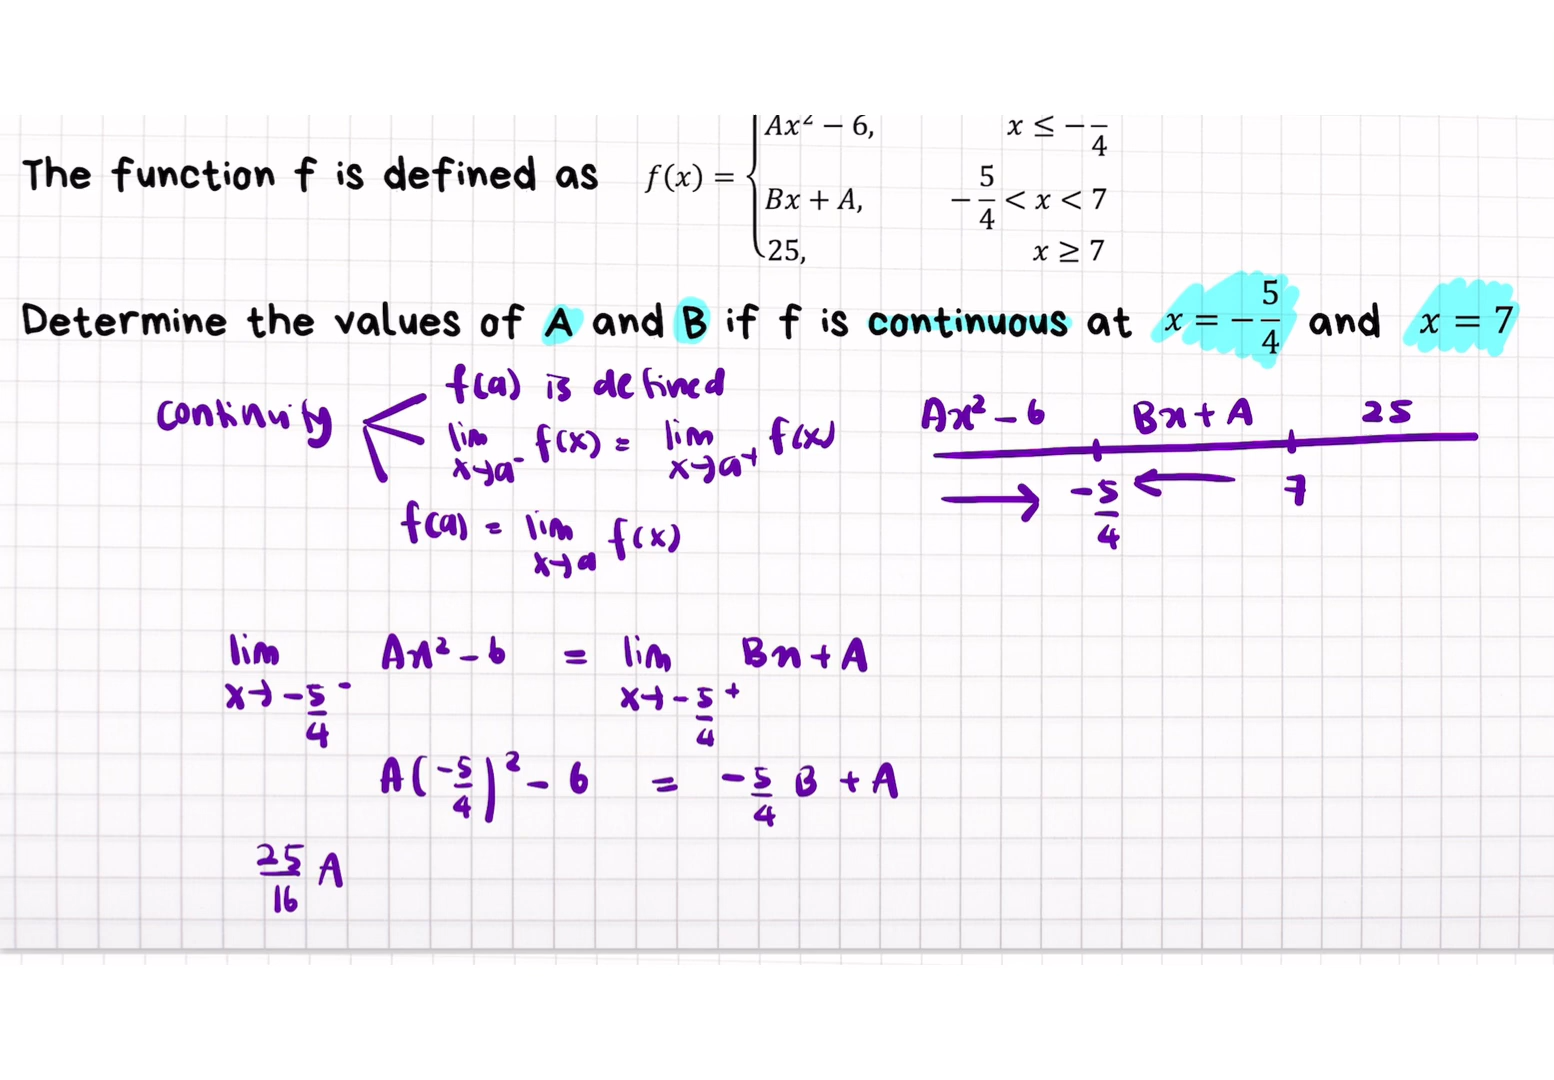 Ax² − 6, x ≤ −  /4
The function f is defined as f(x) = {
Bx + A, −5/4 < x < 7
25, x ≥ 7
Determine the values of A and B if f is continuous at x = −5/4 and x = 7
continuity
f(a) is defined
lim x→a⁻ f(x) = lim x→a⁺ f(x)
f(a) = lim x→a f(x)
Ax² − 6 Bx + A 25
−5/4 7
lim x→−5/4⁻ Ax² − 6 = lim x→−5/4⁺ Bx + A
A(−5/4)² − 6 = −5/4 B + A
25/16 A